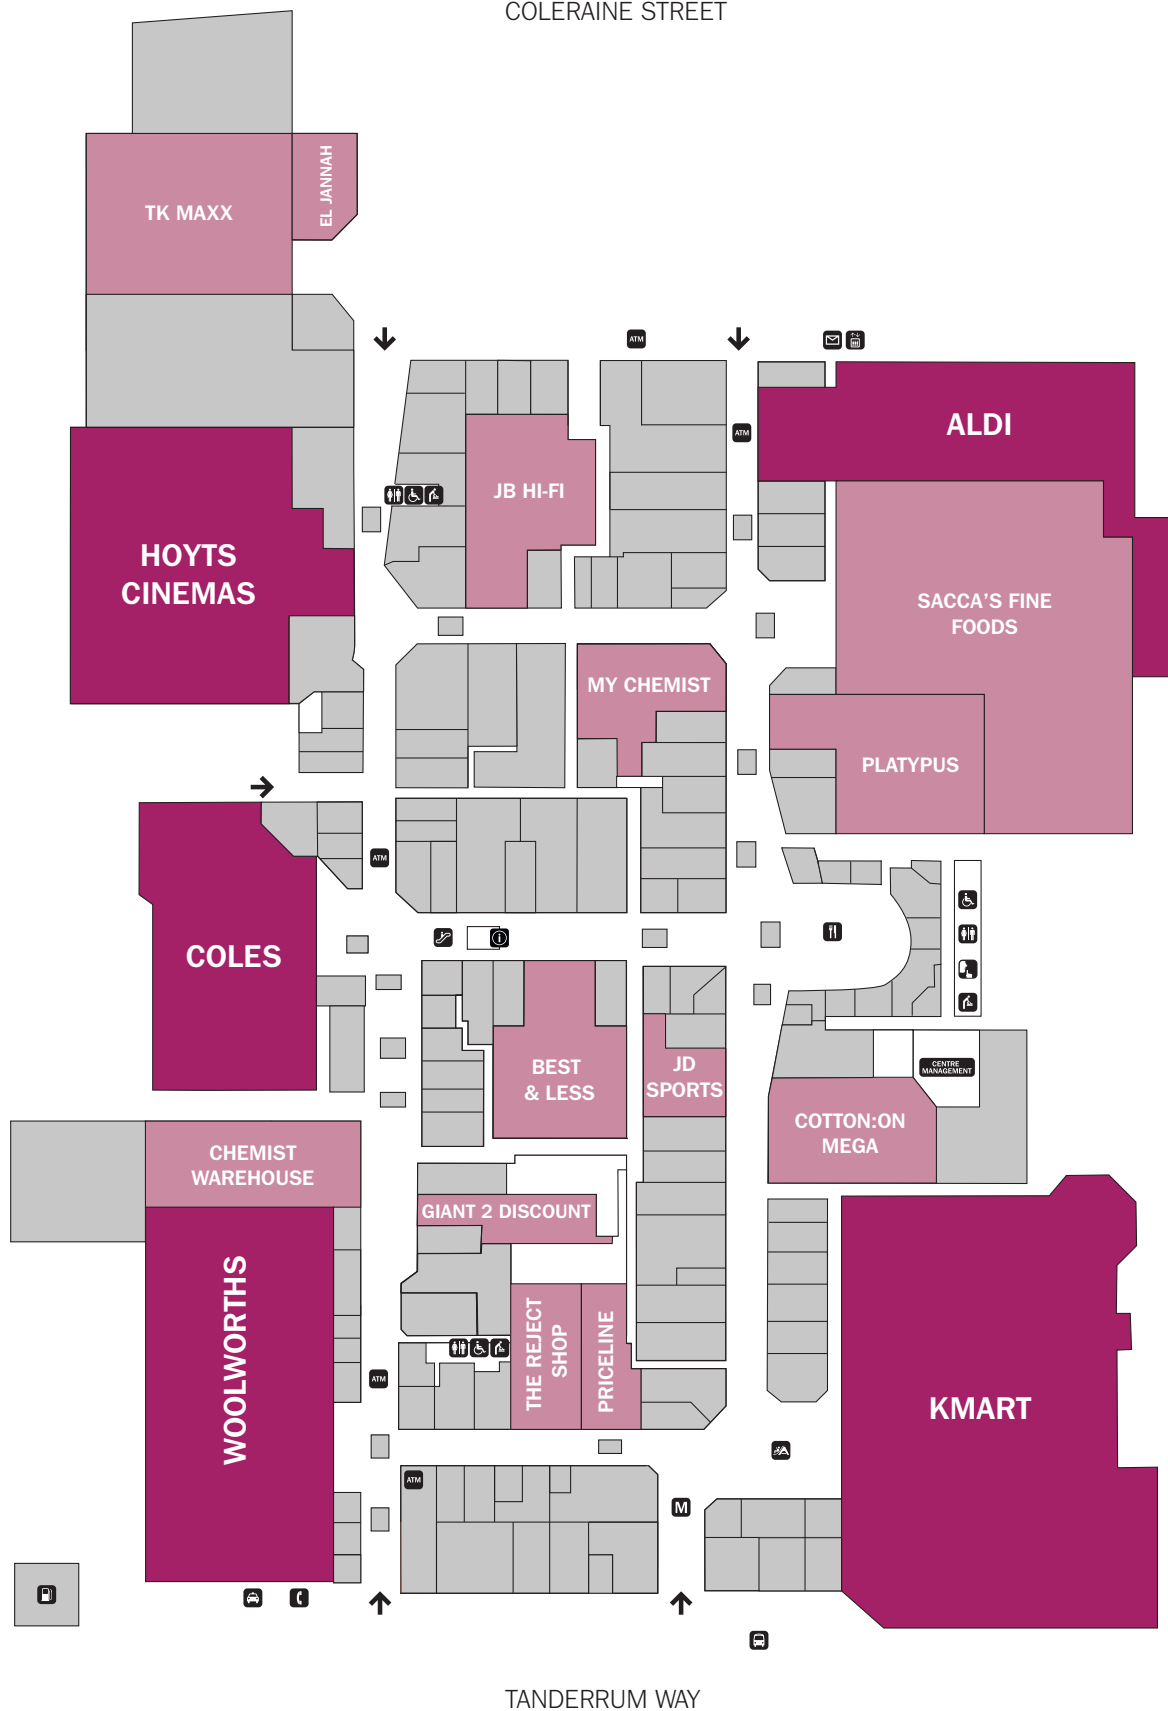 COLERAINE STREET
EL JANNAH
TK MAXX
ATM
ATM
ALDI
JB HI-FI
HOYTS
CINEMAS
SACCA'S FINE
FOODS
MY CHEMIST
PLATYPUS
ATM
COLES
i
BEST
& LESS
JD
SPORTS
CENTRE
MANAGEMENT
COTTON:ON
MEGA
CHEMIST
WAREHOUSE
GIANT 2 DISCOUNT
WOOLWORTHS
THE REJECT
SHOP
PRICELINE
ATM
KMART
ATM
M
TANDERRUM WAY